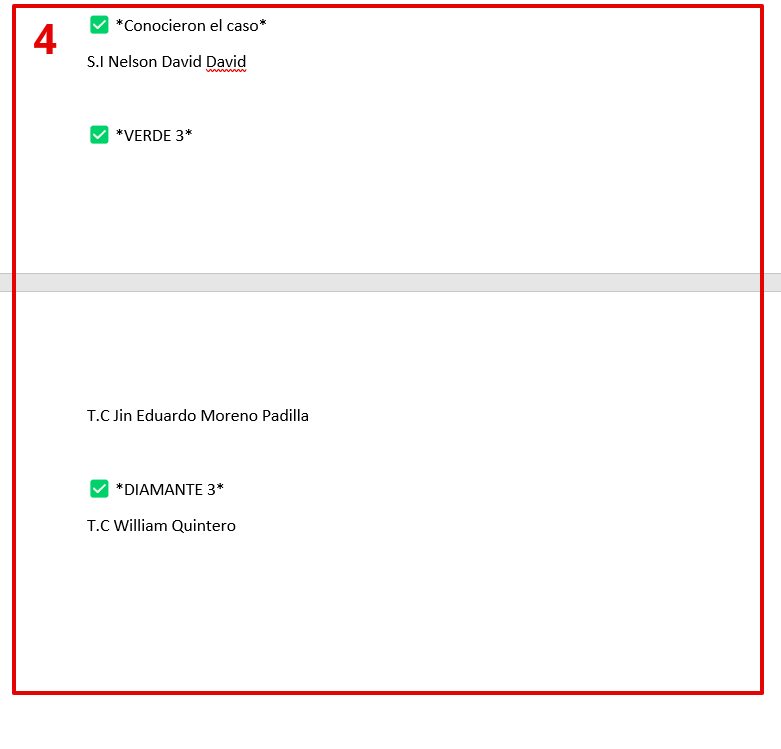 4
✅ *Conocieron el caso*
S.I Nelson David David
✅ *VERDE 3*
T.C Jin Eduardo Moreno Padilla
✅ *DIAMANTE 3*
T.C William Quintero